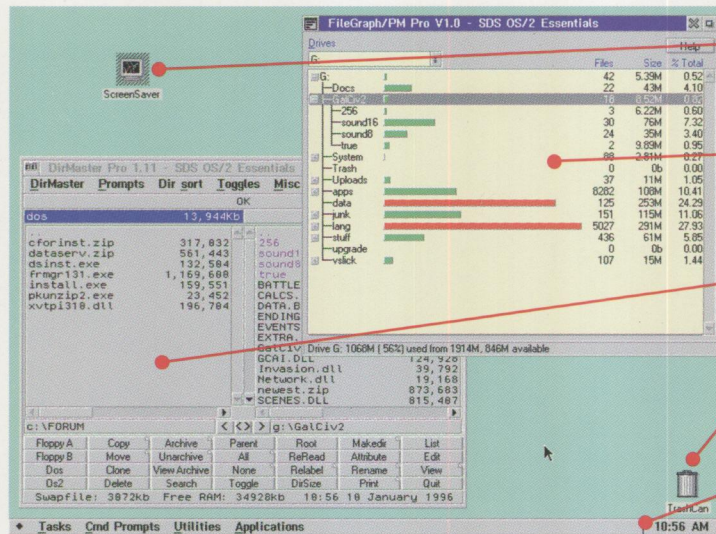 FileGraph/PM Pro V1.0 - SDS OS/2 Essentials
Drives
Help
G:
Files Size % Total
G: 42 5.39M 0.52
Docs 22 43M 4.10
GalCiv2 16 8.52M
256 3 6.22M 0.60
sound16 30 76M 7.32
sound8 24 35M 3.40
true 2 9.89M 0.95
System 88 2.81M 0.27
Trash 0 0b 0.00
Uploads 37 11M 1.05
apps 8282 108M 10.41
data 125 253M 24.29
junk 151 115M 11.06
lang 5027 291M 27.93
stuff 436 61M 5.85
upgrade 0 0b 0.00
vslick 107 15M 1.44
Drive G: 1068M ( 56%) used from 1914M, 846M available
ScreenSaver
DirMaster Pro 1.11 - SDS OS/2 Essentials
DirMaster Prompts Dir sort Toggles Misc
OK
dos 13,944Kb
..
cforinst.zip 317,832
dataserv.zip 561,443
dsinst.exe 132,584
frmgr131.exe 1,169,608
install.exe 159,551
pkunzip2.exe 23,452
xvtpi318.dll 196,784
..
256
sound1
sound8
true
BATTLE
CALCS.
DATA.B
ENDING
EVENTS
EXTRA.
GalCiv
GCAI.DLL 124,928
Invasion.dll 39,792
Network.dll 19,168
newest.zip 873,683
SCENES.DLL 815,487
c:\FORUM < <> > g:\GalCiv2
Floppy A Copy Archive Parent Root Makedir List
Floppy B Move Unarchive All ReRead Attribute Edit
Dos Clone View Archive None Relabel Rename View
Os2 Delete Search Toggle DirSize Print Quit
Swapfile: 3072kb Free RAM: 34928kb 10:56 10 January 1996
TrashCan
Tasks Cmd Prompts Utilities Applications 10:56 AM